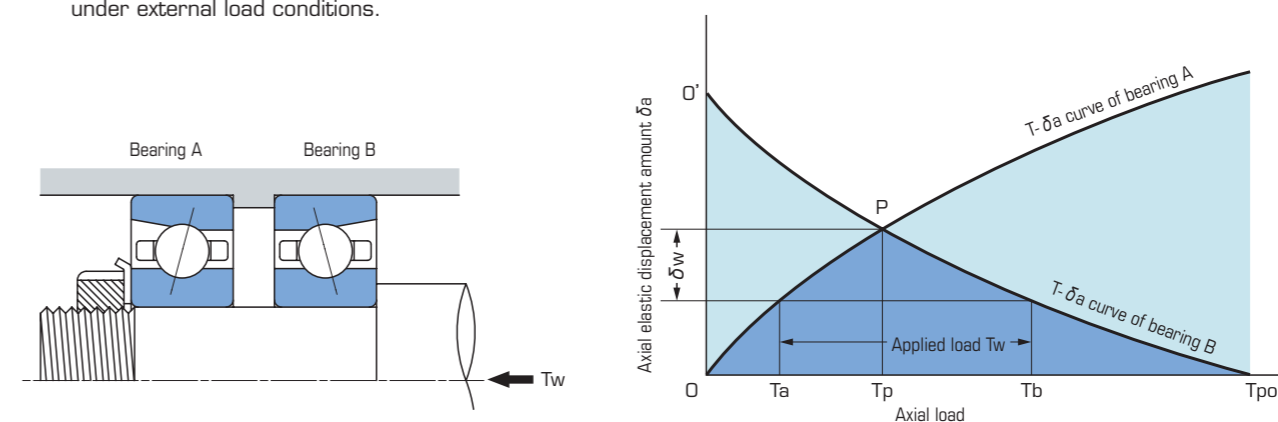 under external load conditions.
Bearing A
Bearing B
Tw
Axial elastic displacement amount δa
O'
δw
P
T-δa curve of bearing A
T-δa curve of bearing B
Applied load Tw
O
Ta
Tp
Tb
Tpo
Axial load